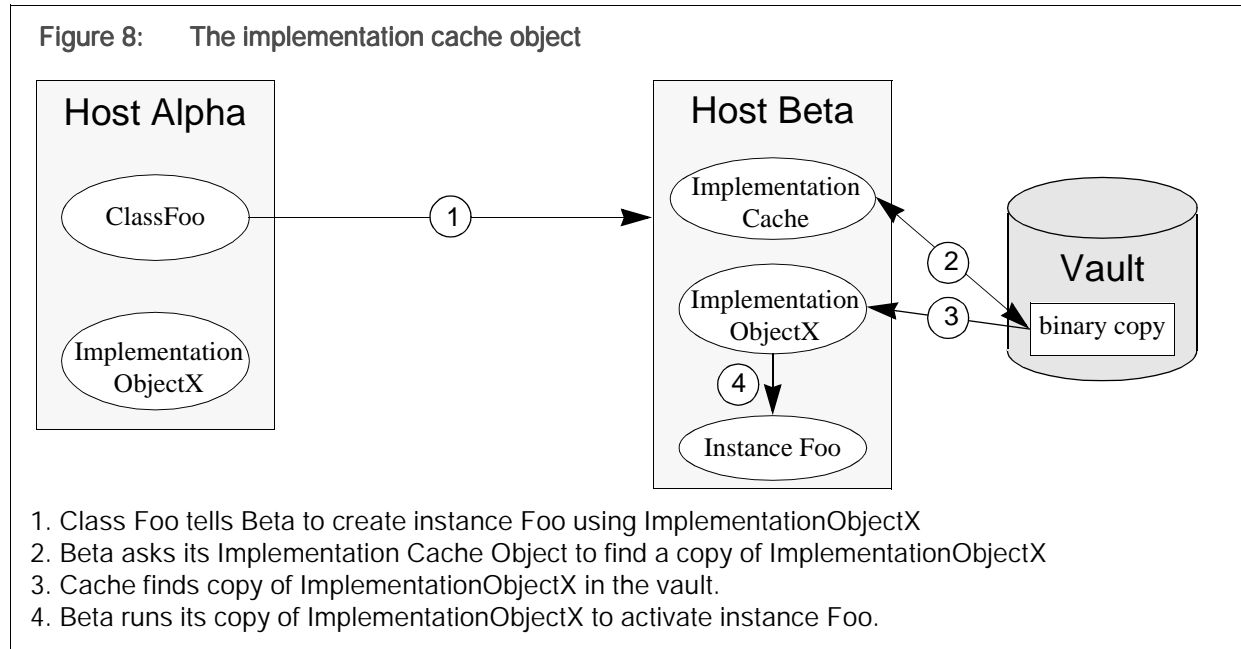 Figure 8: The implementation cache object
Host Alpha
ClassFoo
Implementation
ObjectX
1
Host Beta
Implementation
Cache
Implementation
ObjectX
4
Instance Foo
2
3
Vault
binary copy
1. Class Foo tells Beta to create instance Foo using ImplementationObjectX
2. Beta asks its Implementation Cache Object to find a copy of ImplementationObjectX
3. Cache finds copy of ImplementationObjectX in the vault.
4. Beta runs its copy of ImplementationObjectX to activate instance Foo.